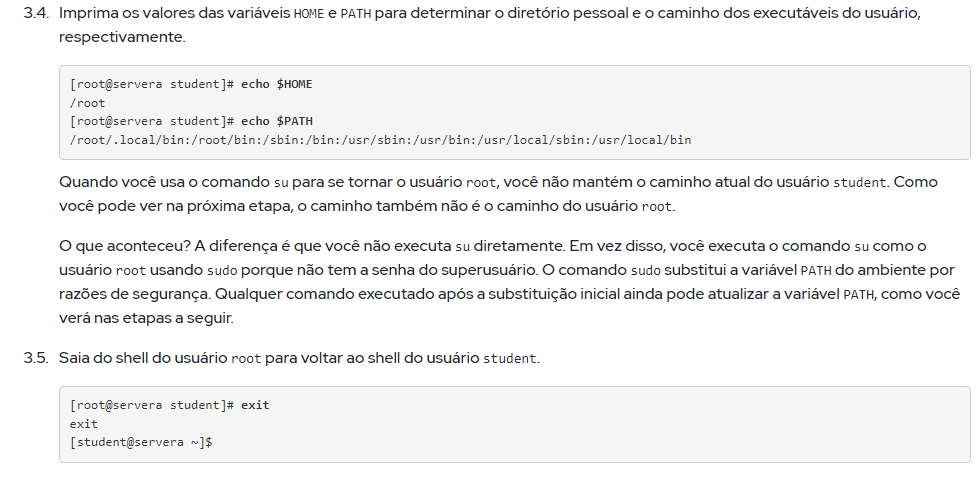 3.4. Imprima os valores das variáveis HOME e PATH para determinar o diretório pessoal e o caminho dos executáveis do usuário,
respectivamente.
[root@servera student]# echo $HOME
/root
[root@servera student]# echo $PATH
/root/.local/bin:/root/bin:/sbin:/bin:/usr/sbin:/usr/bin:/usr/local/sbin:/usr/local/bin
Quando você usa o comando su para se tornar o usuário root, você não mantém o caminho atual do usuário student. Como
você pode ver na próxima etapa, o caminho também não é o caminho do usuário root.
O que aconteceu? A diferença é que você não executa su diretamente. Em vez disso, você executa o comando su como o
usuário root usando sudo porque não tem a senha do superusuário. O comando sudo substitui a variável PATH do ambiente por
razões de segurança. Qualquer comando executado após a substituição inicial ainda pode atualizar a variável PATH, como você
verá nas etapas a seguir.
3.5. Saia do shell do usuário root para voltar ao shell do usuário student.
[root@servera student]# exit
exit
[student@servera ~]$